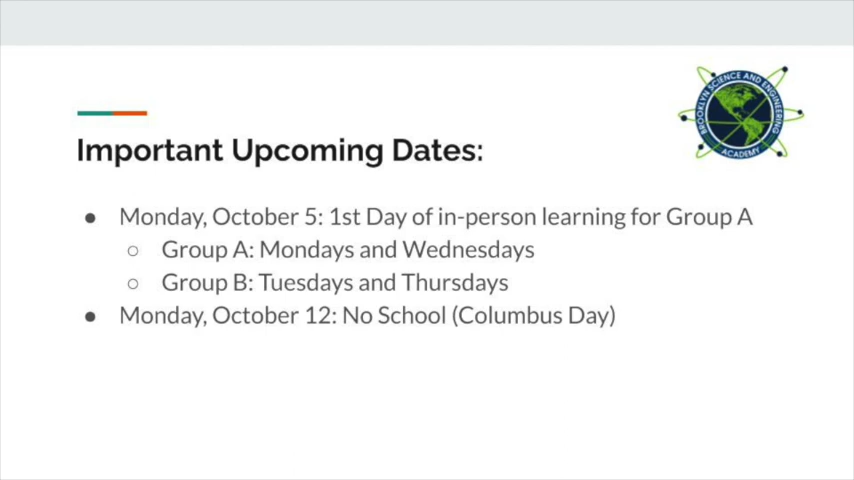 BROOKLYN SCIENCE AND ENGINEERING
ACADEMY
Important Upcoming Dates:
● Monday, October 5: 1st Day of in-person learning for Group A
○ Group A: Mondays and Wednesdays
○ Group B: Tuesdays and Thursdays
● Monday, October 12: No School (Columbus Day)